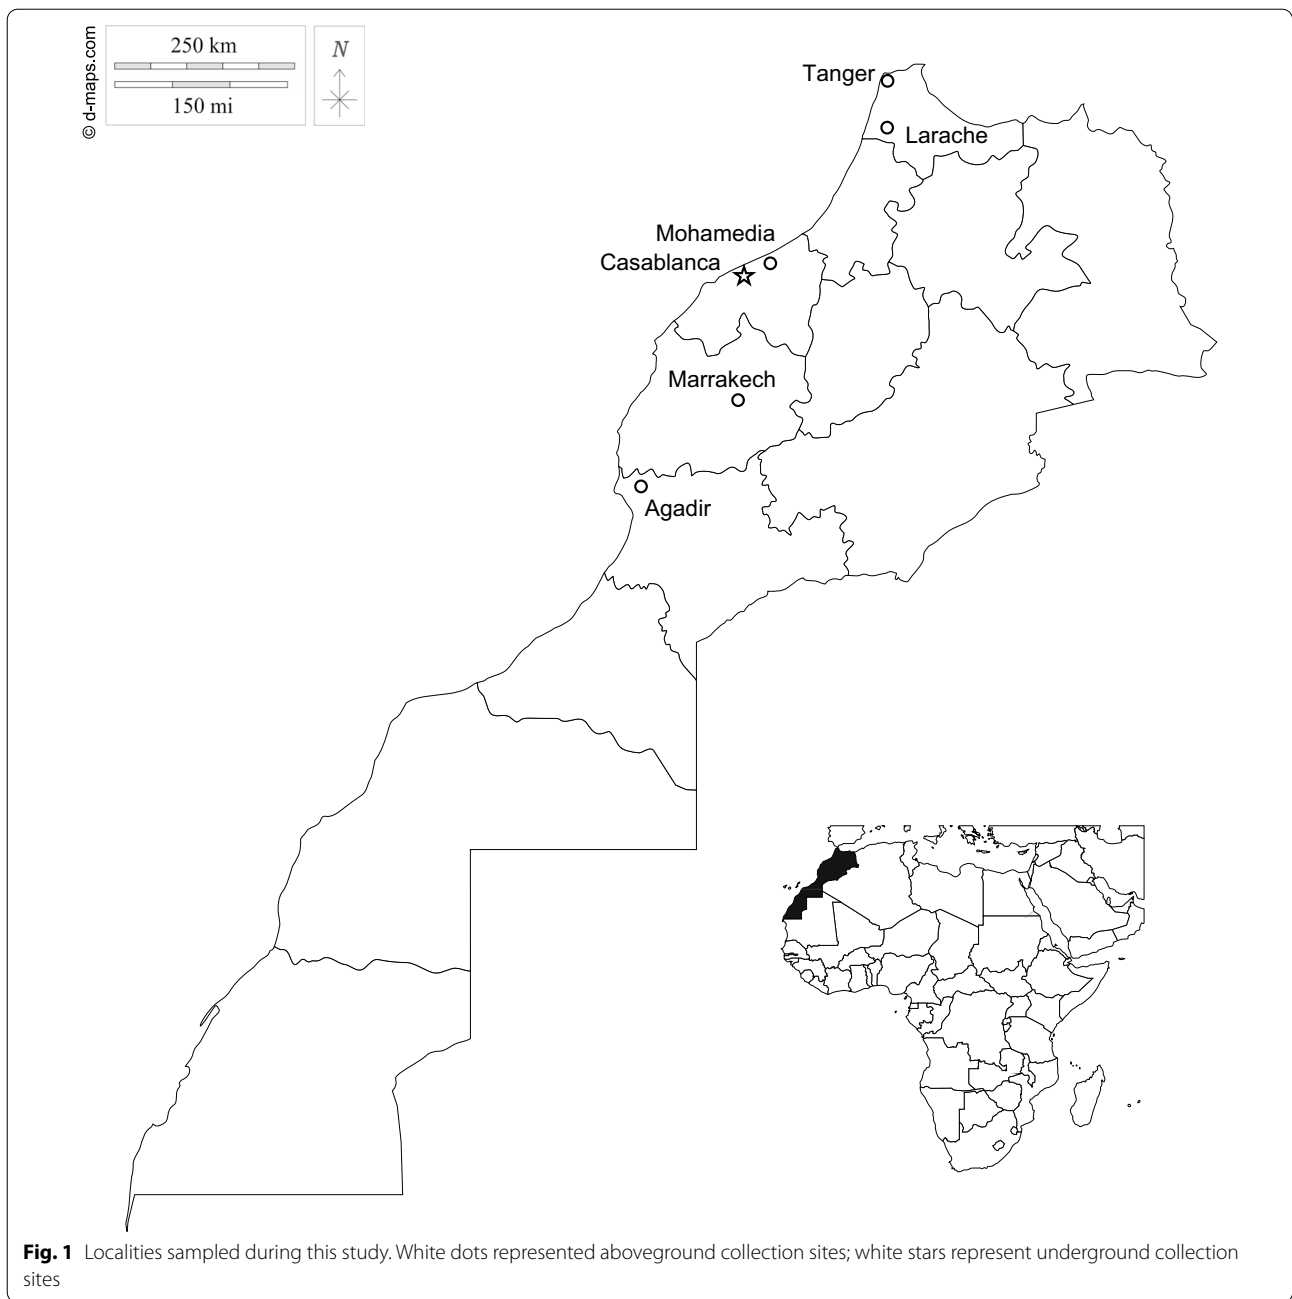 © d-maps.com
250 km
150 mi
N
Tanger
Larache
Mohamedia
Casablanca
Marrakech
Agadir
Fig. 1 Localities sampled during this study. White dots represented aboveground collection sites; white stars represent underground collection
sites